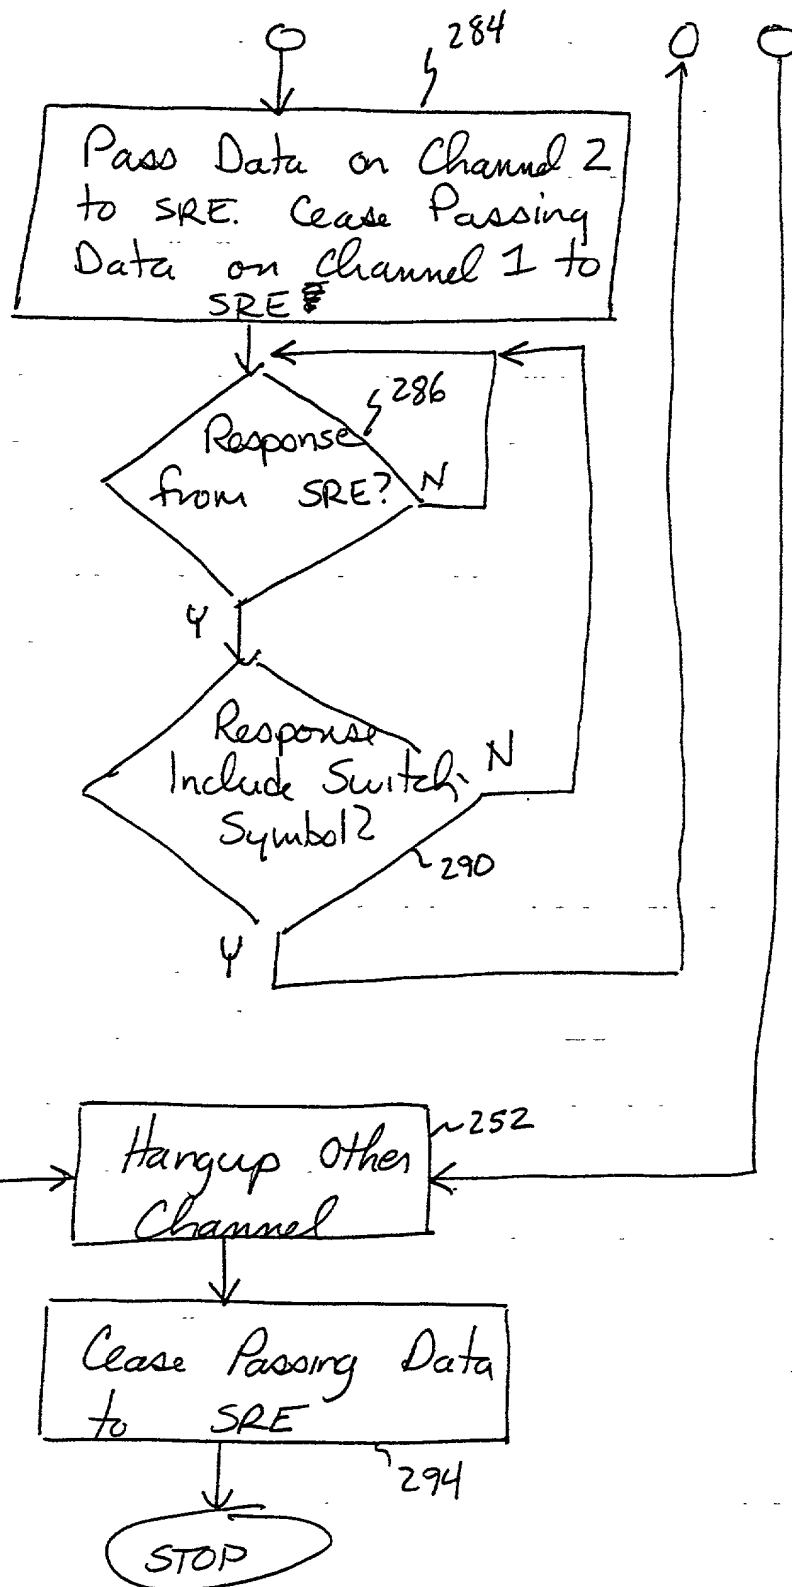 284
Pass Data on Channel 2
to SRE. Cease Passing
Data on Channel 1 to
SRE
286
Response
from SRE?
N
Y
Response
Include Switch
Symbol?
N
290
Y
252
Hangup Other
Channel
Cease Passing Data
to SRE
294
STOP